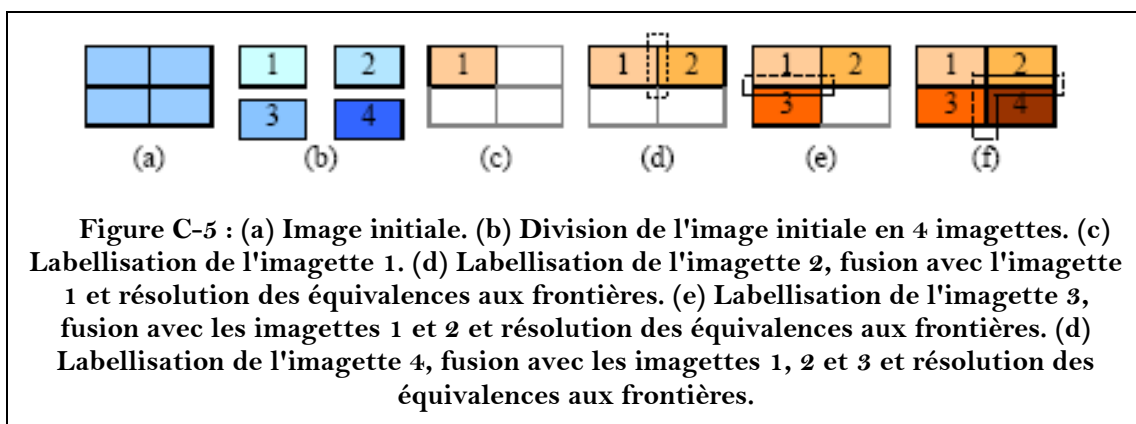 1 2 1 1 2 1 2 1 2
3 4 3 3 4
(a) (b) (c) (d) (e) (f)
Figure C-5 : (a) Image initiale. (b) Division de l'image initiale en 4 imagettes. (c)
Labellisation de l'imagette 1. (d) Labellisation de l'imagette 2, fusion avec l'imagette
1 et résolution des équivalences aux frontières. (e) Labellisation de l'imagette 3,
fusion avec les imagettes 1 et 2 et résolution des équivalences aux frontières. (d)
Labellisation de l'imagette 4, fusion avec les imagettes 1, 2 et 3 et résolution des
équivalences aux frontières.